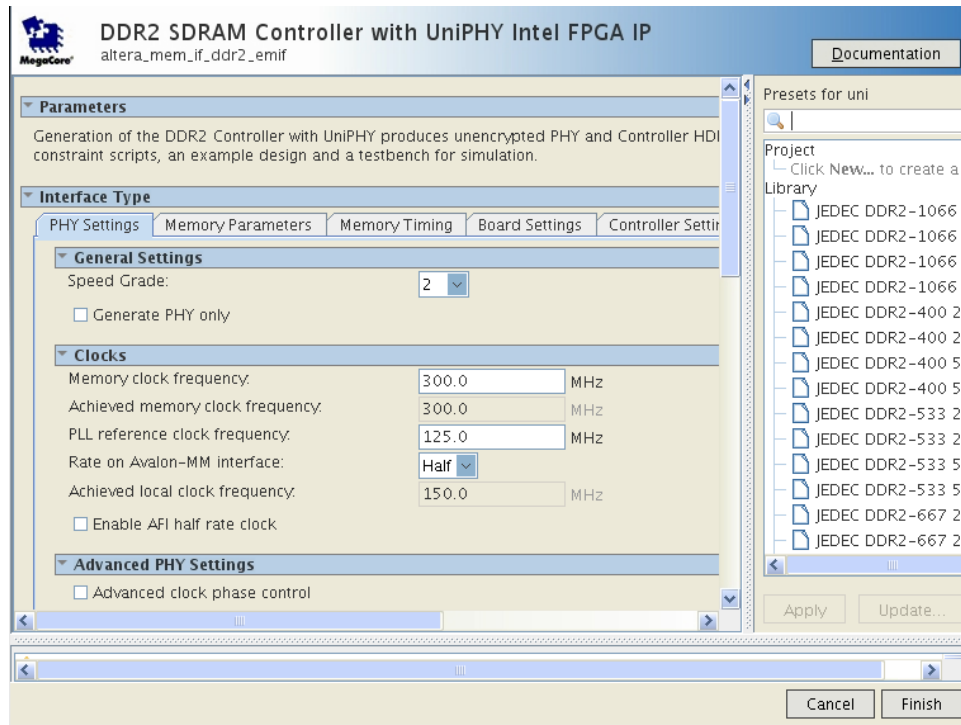 DDR2 SDRAM Controller with UniPHY Intel FPGA IP
MegaCore®
altera_mem_if_ddr2_emif
Documentation
Parameters
Generation of the DDR2 Controller with UniPHY produces unencrypted PHY and Controller HDL
constraint scripts, an example design and a testbench for simulation.
Interface Type
PHY Settings
Memory Parameters
Memory Timing
Board Settings
Controller Settin
General Settings
Speed Grade:
2
Generate PHY only
Clocks
Memory clock frequency:
300.0
MHz
Achieved memory clock frequency:
300.0
MHz
PLL reference clock frequency:
125.0
MHz
Rate on Avalon-MM interface:
Half
Achieved local clock frequency:
150.0
MHz
Enable AFI half rate clock
Advanced PHY Settings
Advanced clock phase control
Presets for uni
Project
Click New... to create a
Library
JEDEC DDR2-1066
JEDEC DDR2-1066
JEDEC DDR2-1066
JEDEC DDR2-1066
JEDEC DDR2-400 2
JEDEC DDR2-400 2
JEDEC DDR2-400 5
JEDEC DDR2-400 5
JEDEC DDR2-533 2
JEDEC DDR2-533 2
JEDEC DDR2-533 5
JEDEC DDR2-533 5
JEDEC DDR2-667 2
JEDEC DDR2-667 2
Apply
Update...
Cancel
Finish